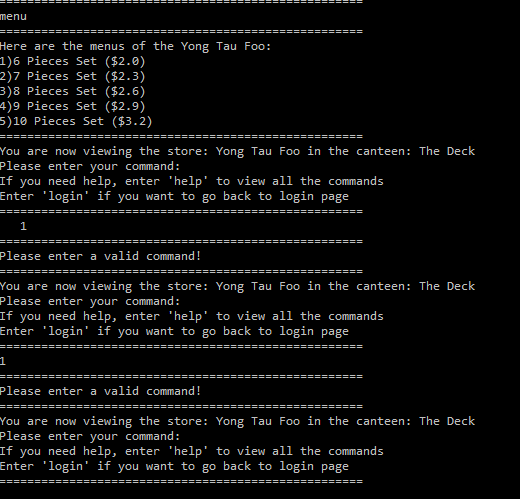 ====================================================
menu
====================================================
Here are the menus of the Yong Tau Foo:
1)6 Pieces Set ($2.0)
2)7 Pieces Set ($2.3)
3)8 Pieces Set ($2.6)
4)9 Pieces Set ($2.9)
5)10 Pieces Set ($3.2)
====================================================
You are now viewing the store: Yong Tau Foo in the canteen: The Deck
Please enter your command:
If you need help, enter 'help' to view all the commands
Enter 'login' if you want to go back to login page
====================================================
   1
====================================================
Please enter a valid command!
====================================================
You are now viewing the store: Yong Tau Foo in the canteen: The Deck
Please enter your command:
If you need help, enter 'help' to view all the commands
Enter 'login' if you want to go back to login page
====================================================
1
====================================================
Please enter a valid command!
====================================================
You are now viewing the store: Yong Tau Foo in the canteen: The Deck
Please enter your command:
If you need help, enter 'help' to view all the commands
Enter 'login' if you want to go back to login page
====================================================